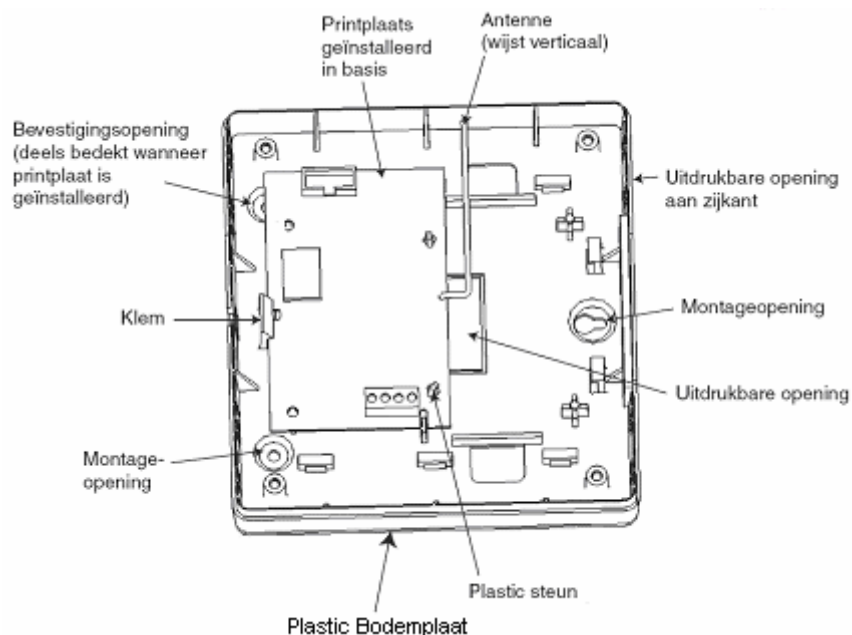 Printplaats
geïnstalleerd
in basis
Antenne
(wijst verticaal)
Bevestigingsopening
(deels bedekt wanneer
printplaat is
geïnstalleerd)
Uitdrukbare opening
aan zijkant
Klem
Montageopening
Uitdrukbare opening
Montage-
opening
Plastic steun
Plastic Bodemplaat